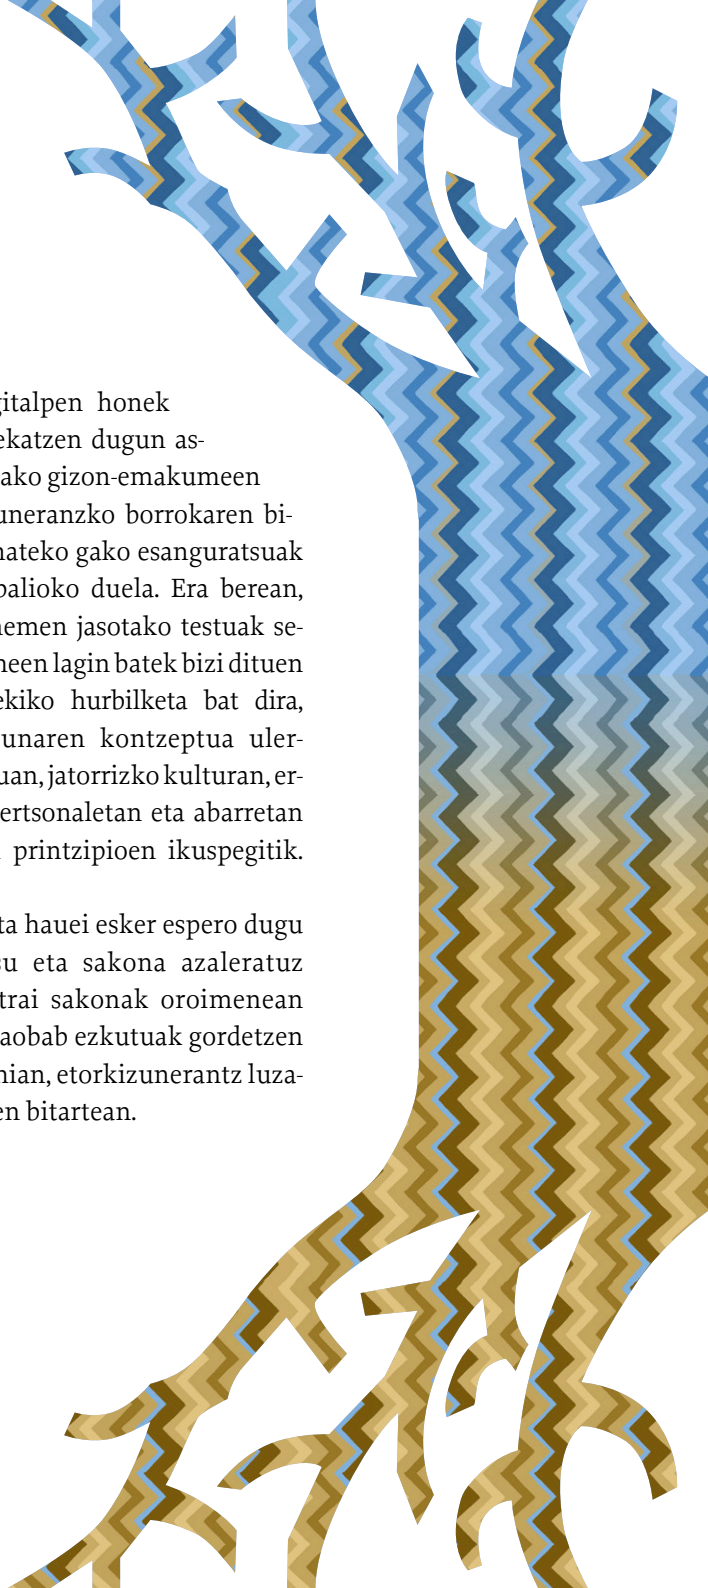 gitalpen honek
ekatzen dugun as-
ako gizon-emakumeen
uneranzko borrokaren bi-
nateko gako esanguratsuak
balioko duela. Era berean,
hemen jasotako testuak se-
neen lagin batek bizi dituen
ekiko hurbilketa bat dira,
unaren kontzeptua uler-
uan, jatorrizko kulturan, er-
ertsonaletan eta abarretan
printzipioen ikuspegitik.
ta hauei esker espero dugu
su eta sakona azaleratuz
trai sakonak oroimenean
aobab ezkutuak gordetzen
nian, etorkizunerantz luza-
en bitartean.